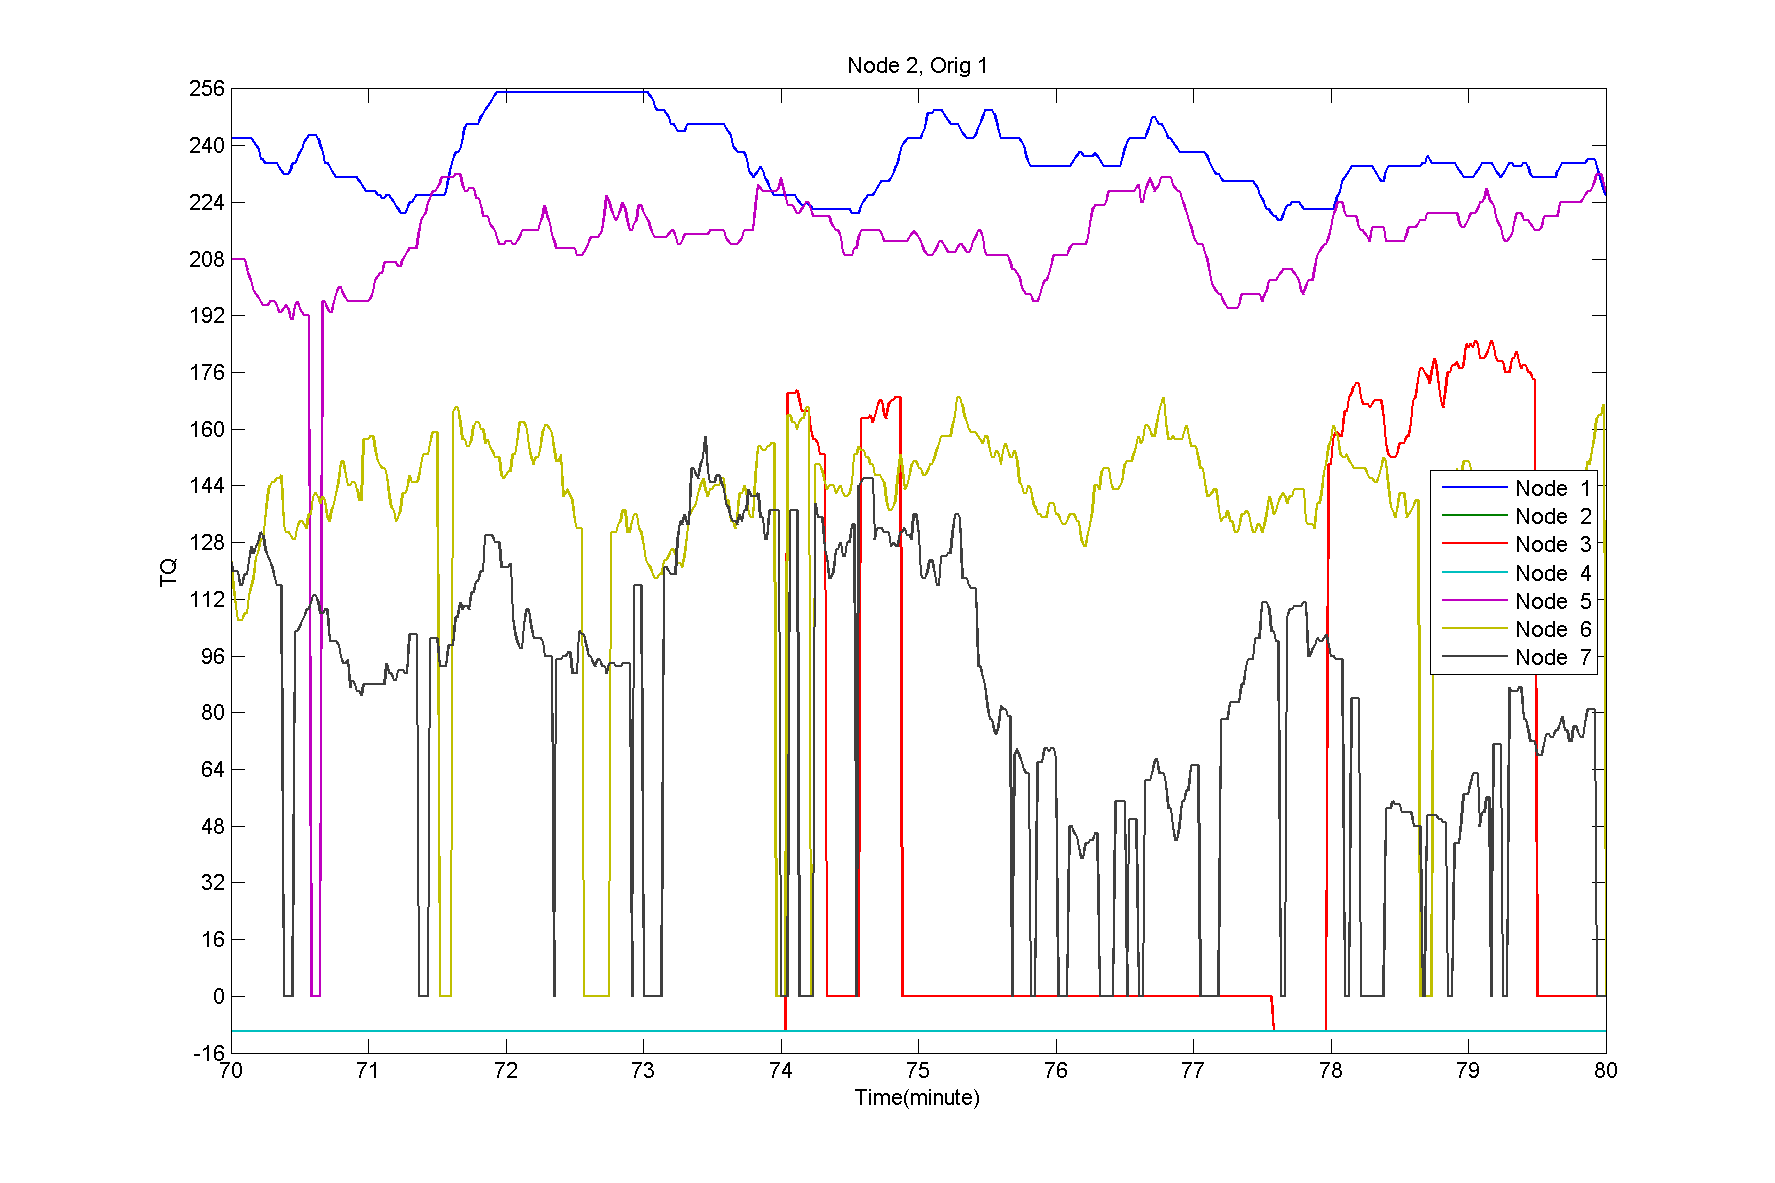 Node 2, Orig 1
256
240
224
208
192
176
160
144
128
112
96
80
64
48
32
16
0
-16
TQ
Node 1
Node 2
Node 3
Node 4
Node 5
Node 6
Node 7
70 71 72 73 74 75 76 77 78 79 80
Time(minute)